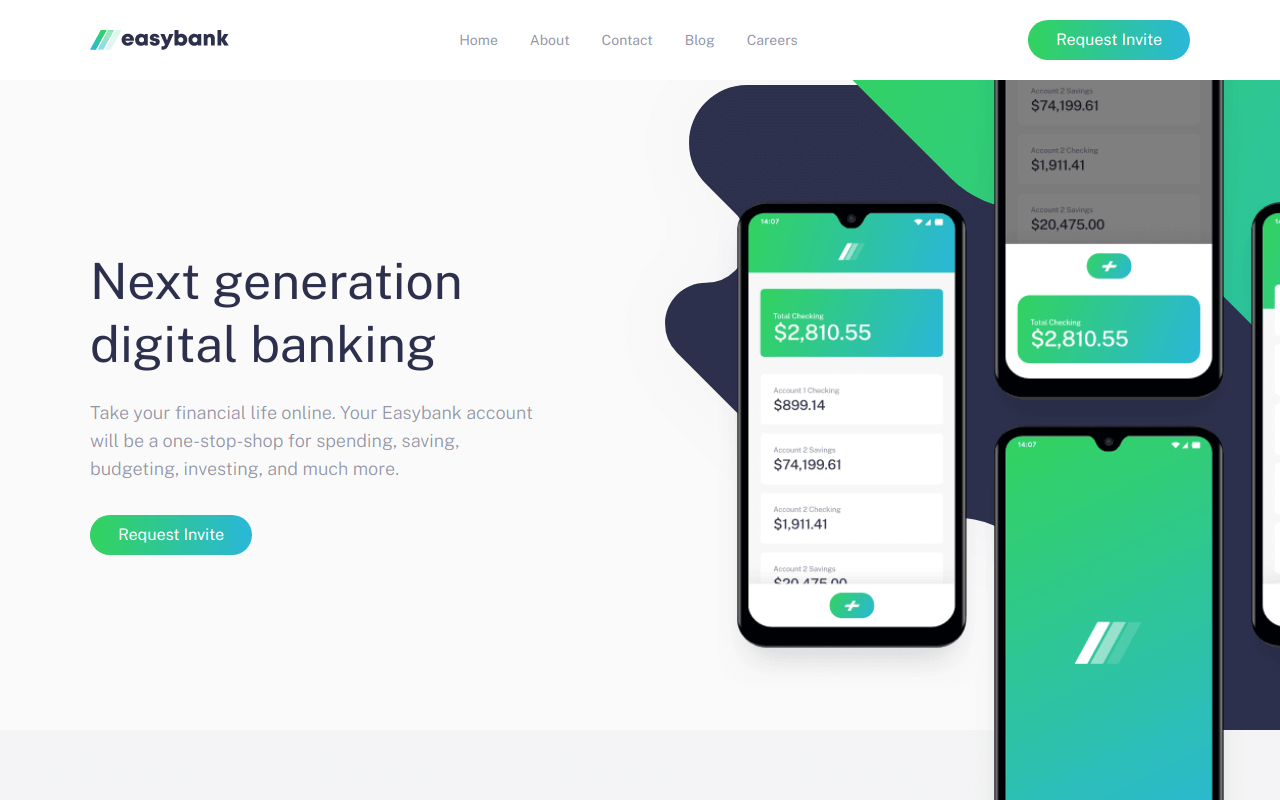 easybank
Home
About
Contact
Blog
Careers
Request Invite
Next generation
digital banking
Take your financial life online. Your Easybank account
will be a one-stop-shop for spending, saving,
budgeting, investing, and much more.
Request Invite
14:07
Total Checking
$2,810.55
Account 1 Checking
$899.14
Account 2 Savings
$74,199.61
Account 2 Checking
$1,911.41
Account 2 Savings
$20,475.00
Account 2 Savings
$74,199.61
Account 2 Checking
$1,911.41
Account 2 Savings
$20,475.00
Total Checking
$2,810.55
14:07